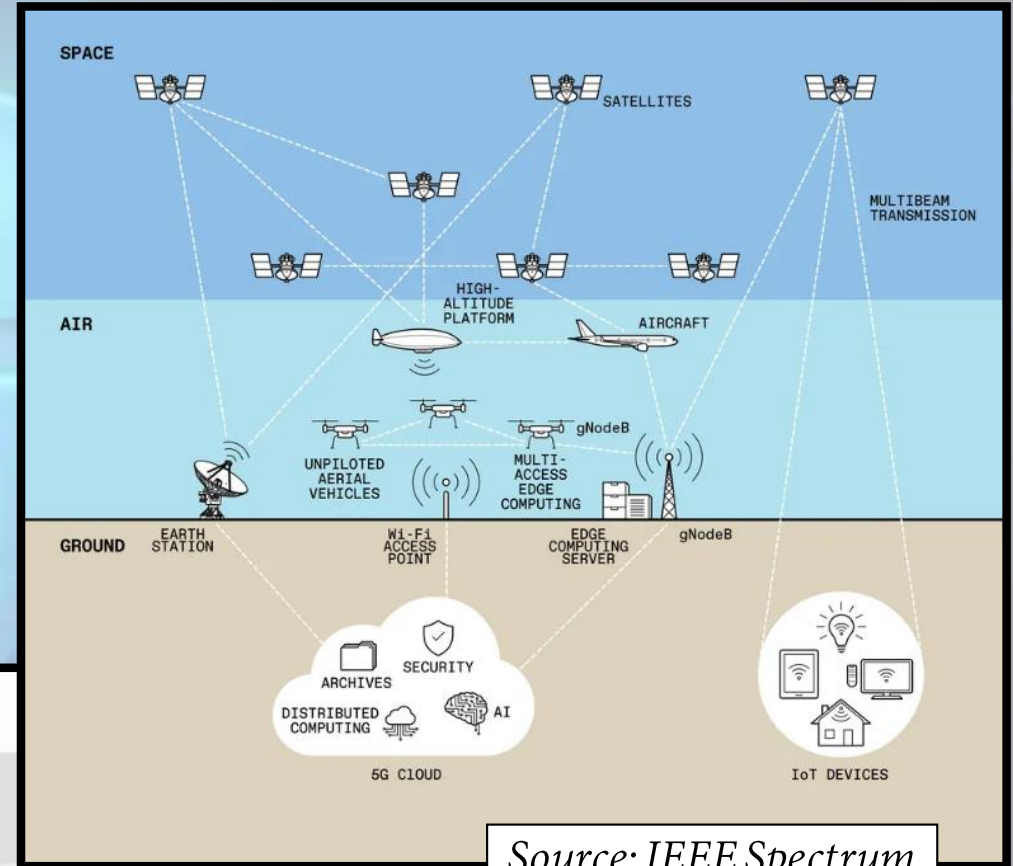 SPACE
SATELLITES
MULTIBEAM
TRANSMISSION
HIGH-
ALTITUDE
PLATFORM
AIR
AIRCRAFT
gNodeB
UNPILOTED
AERIAL
VEHICLES
MULTI-
ACCESS
EDGE
COMPUTING
GROUND
EARTH
STATION
Wi-Fi
ACCESS
POINT
EDGE
COMPUTING
SERVER
gNodeB
SECURITY
ARCHIVES
DISTRIBUTED
COMPUTING
AI
5G ClOUD
IoT DEVICES
Source: IEEE Spectrum